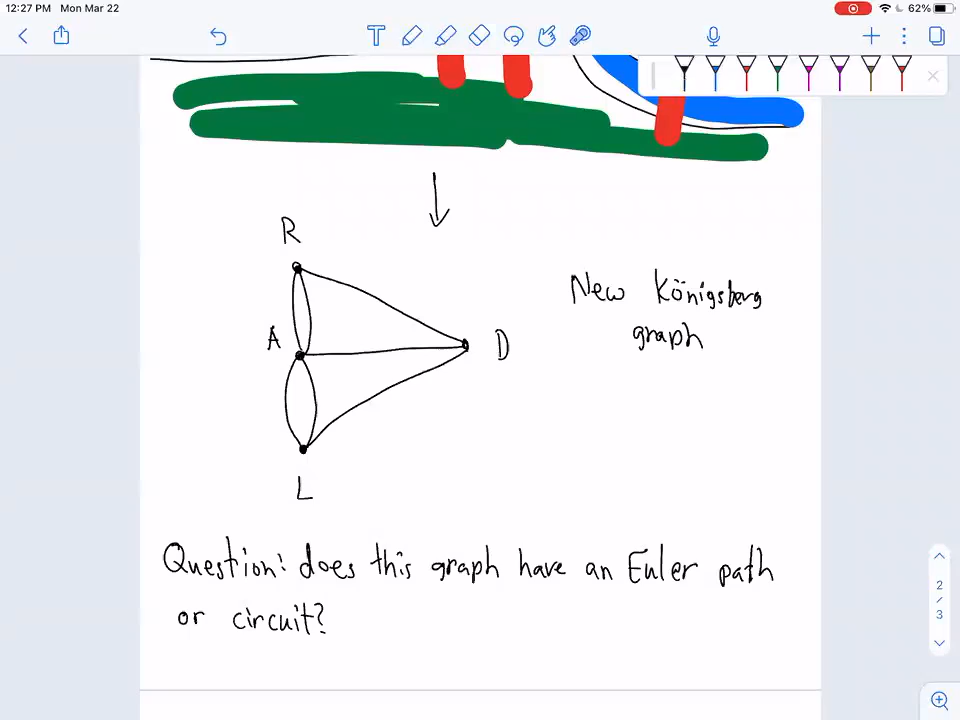 12:27 PM Mon Mar 22
62%
T
R
A
D
L
New Königsberg
graph
Question: does this graph have an Euler path
or circuit?
2
/
3